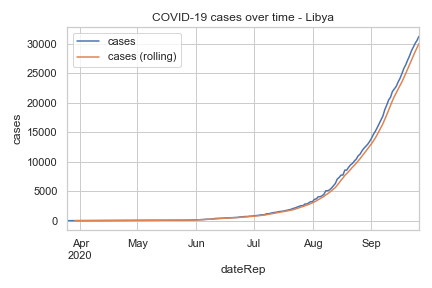 COVID-19 cases over time - Libya
cases
cases (rolling)
30000
25000
20000
15000
10000
5000
0
cases
Apr May Jun Jul Aug Sep
2020
dateRep